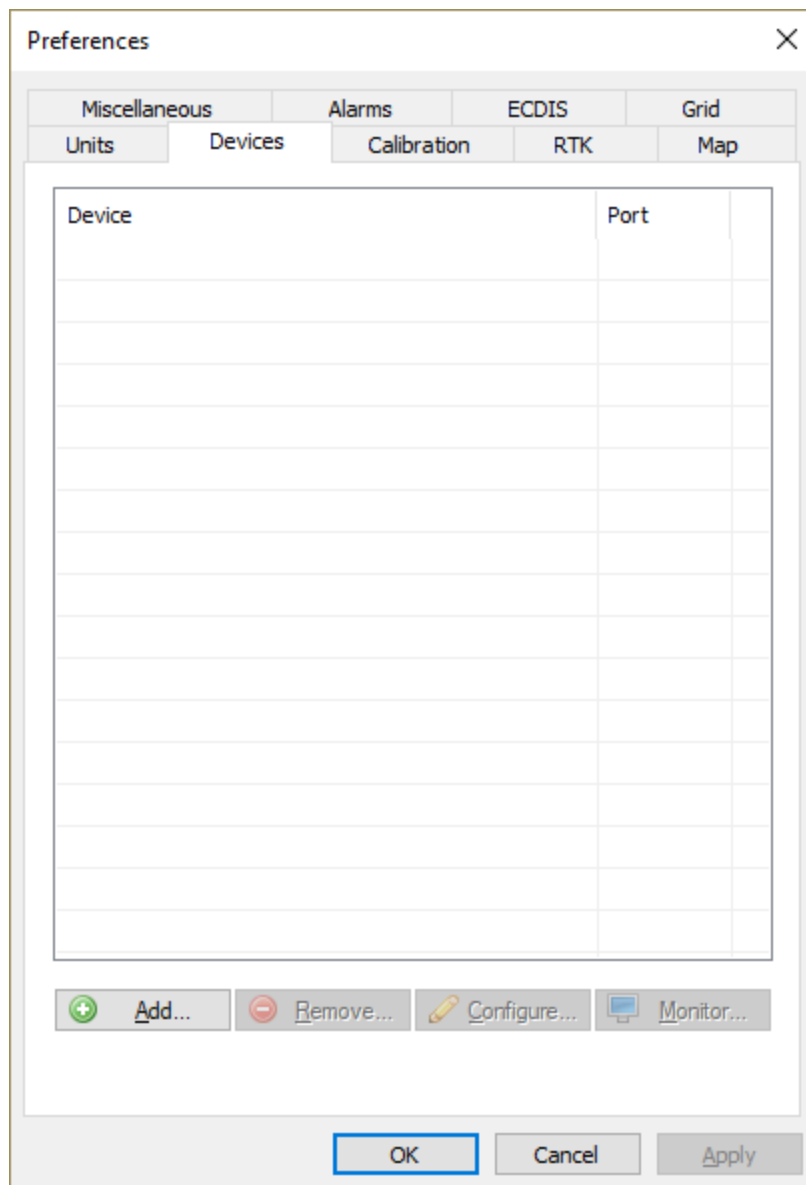 Preferences
Miscellaneous Alarms ECDIS Grid
Units Devices Calibration RTK Map
Device Port
Add... Remove... Configure... Monitor...
OK Cancel Apply